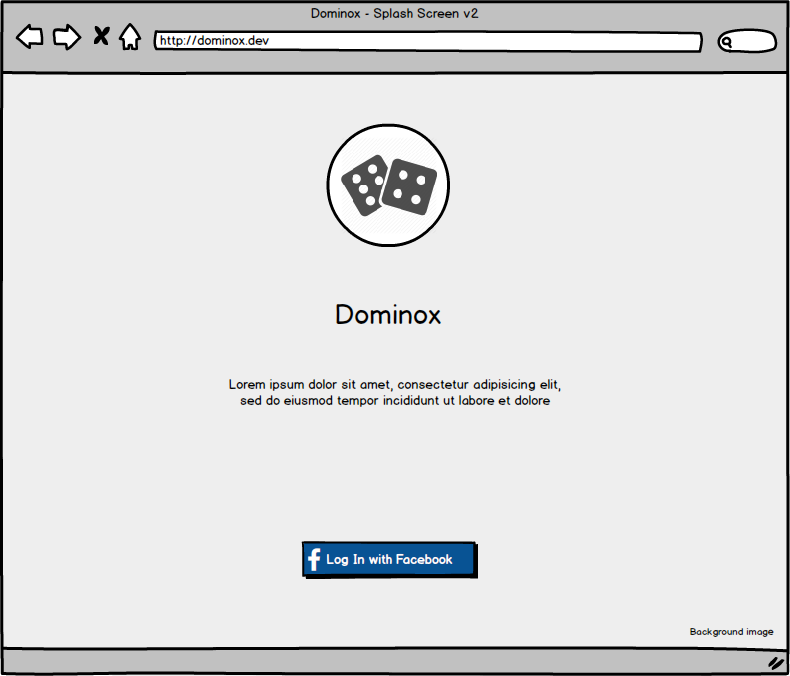 Dominox - Splash Screen v2
http://dominox.dev
Dominox
Lorem ipsum dolor sit amet, consectetur adipisicing elit,
sed do eiusmod tempor incididunt ut labore et dolore
Log In with Facebook
Background image